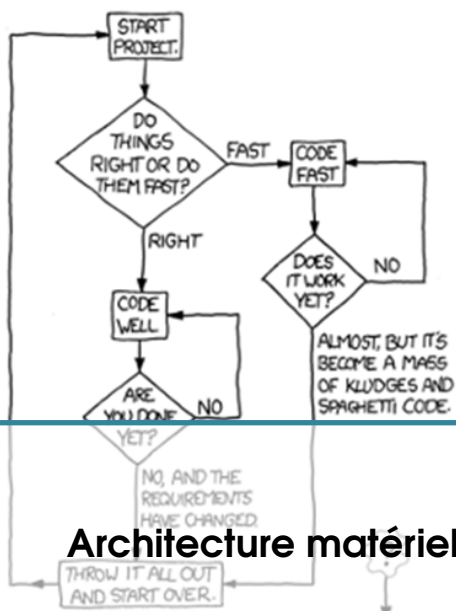 START
PROJECT.
DO
THINGS
RIGHT OR DO
THEM FAST?
FAST
CODE
FAST
RIGHT
DOES
IT WORK
YET?
NO
CODE
WELL
ALMOST, BUT IT'S
BECOME A MASS
OF KLUDGES AND
SPAGHETTI CODE.
ARE
YOU DONE
YET?
NO
NO, AND THE
REQUIREMENTS
HAVE CHANGED.
Architecture matériel
THROW IT ALL OUT
AND START OVER.